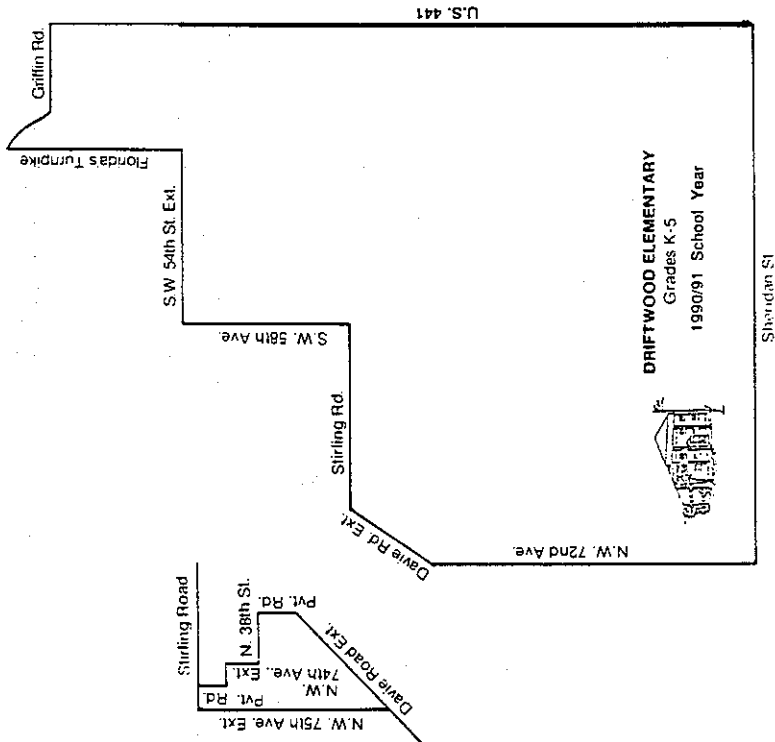 U.S. 441
Griffin Rd.
Florida's Turnpike
S.W. 54th St. Ext.
S.W. 58th Ave.
Stirling Rd.
Davie Rd. Ext.
N.W. 72nd Ave.
Sheridan St
DRIFTWOOD ELEMENTARY
Grades K-5
1990/91 School Year
Stirling Road
N. 38th St.
Pvt. Rd.
Davie Road Ext.
N.W.
74th Ave.
Ext.
Pvt. Rd.
N.W. 75th Ave. Ext.